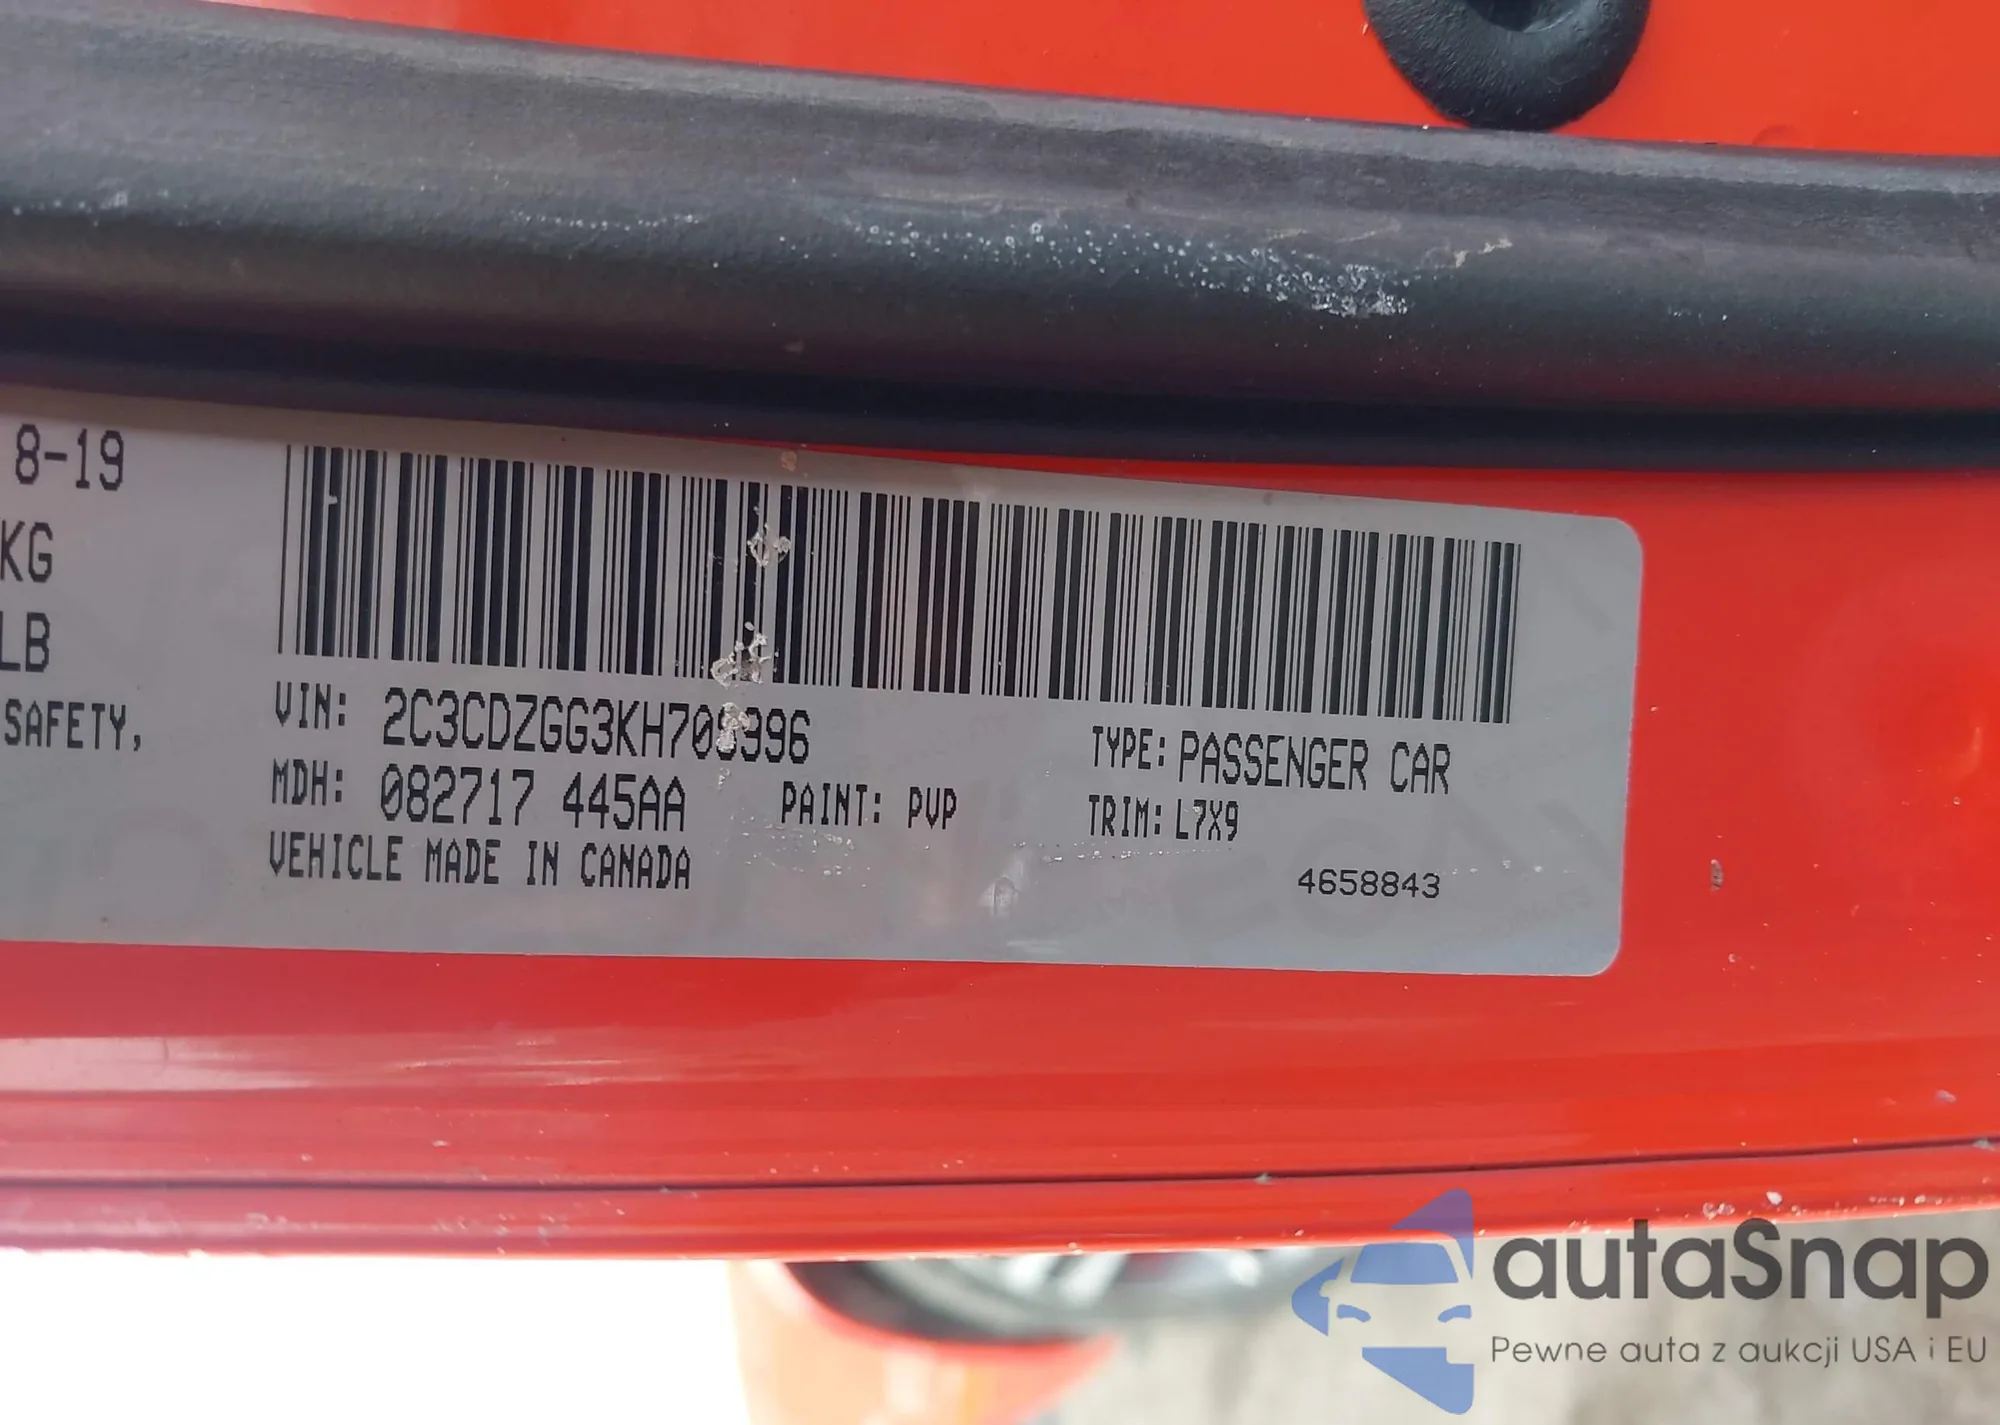 8-19
KG
LB
SAFETY,
VIN: 2C3CDZGG3KH708996
TYPE: PASSENGER CAR
MDH: 082717 445AA PAINT: PVP
TRIM: L7X9
VEHICLE MADE IN CANADA
4658843
autaSnap
Pewne auta z aukcji USA i EU